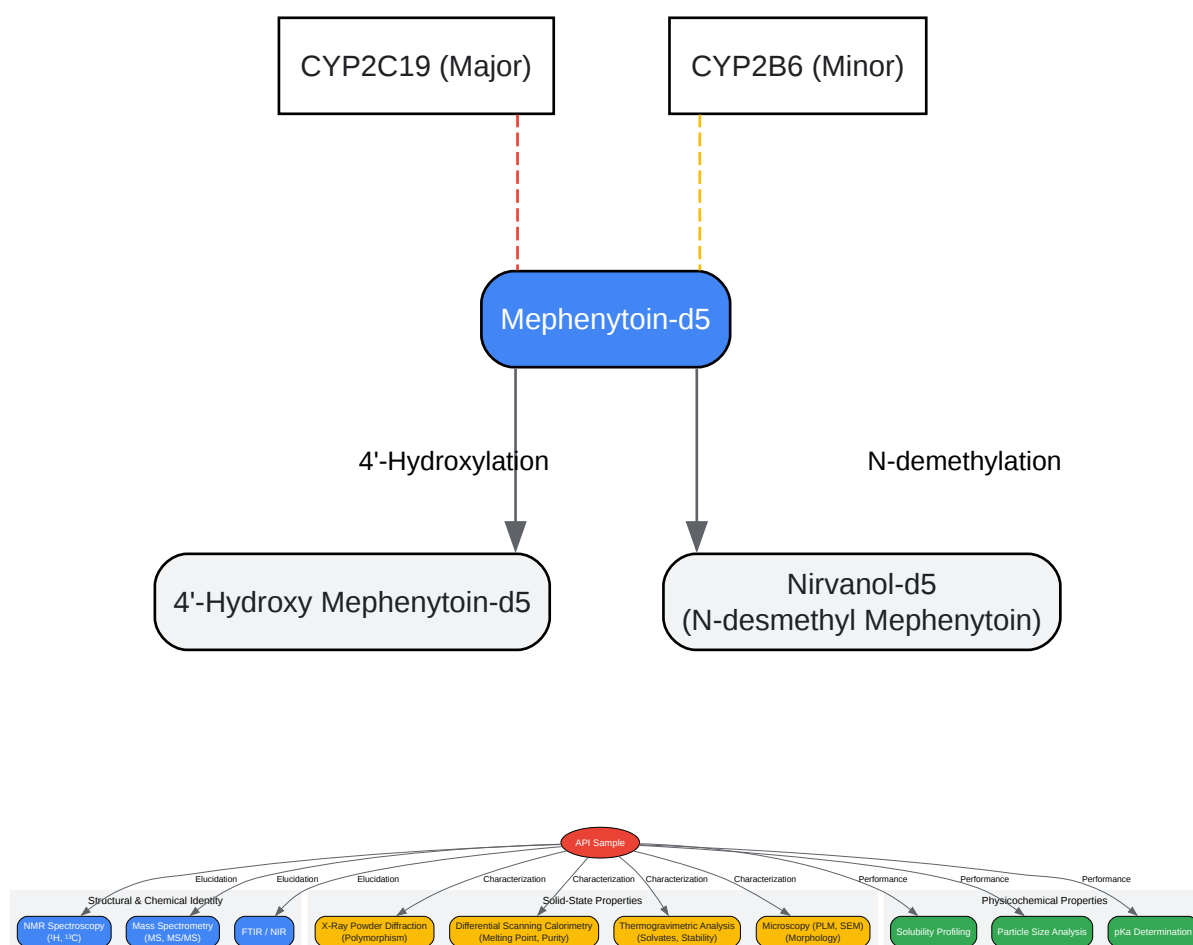 CYP2C19 (Major)
CYP2B6 (Minor)
Mephenytoin-d5
4'-Hydroxylation
N-demethylation
4'-Hydroxy Mephenytoin-d5
Nirvanol-d5
(N-desmethyl Mephenytoin)
API Sample
Elucidation
Elucidation
Elucidation
Characterization
Characterization
Characterization
Characterization
Performance
Performance
Performance
Structural & Chemical Identity
Solid-State Properties
Physicochemical Properties
NMR Spectroscopy
(¹H, ¹³C)
Mass Spectrometry
(MS, MS/MS)
FTIR / NIR
X-Ray Powder Diffraction
(Polymorphism)
Differential Scanning Calorimetry
(Melting Point, Purity)
Thermogravimetric Analysis
(Solvates, Stability)
Microscopy (PLM, SEM)
(Morphology)
Solubility Profiling
Particle Size Analysis
pKa Determination